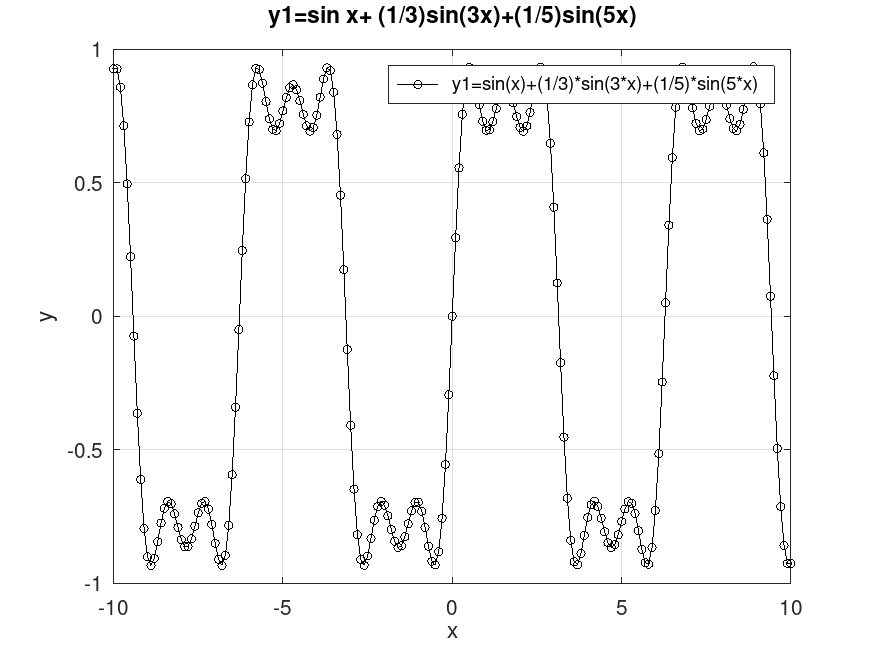 y1=sin x+ (1/3)sin(3x)+(1/5)sin(5x)
1
y1=sin(x)+(1/3)*sin(3*x)+(1/5)*sin(5*x)
0.5
0
y
-0.5
-1
-10 -5 0 5 10
x